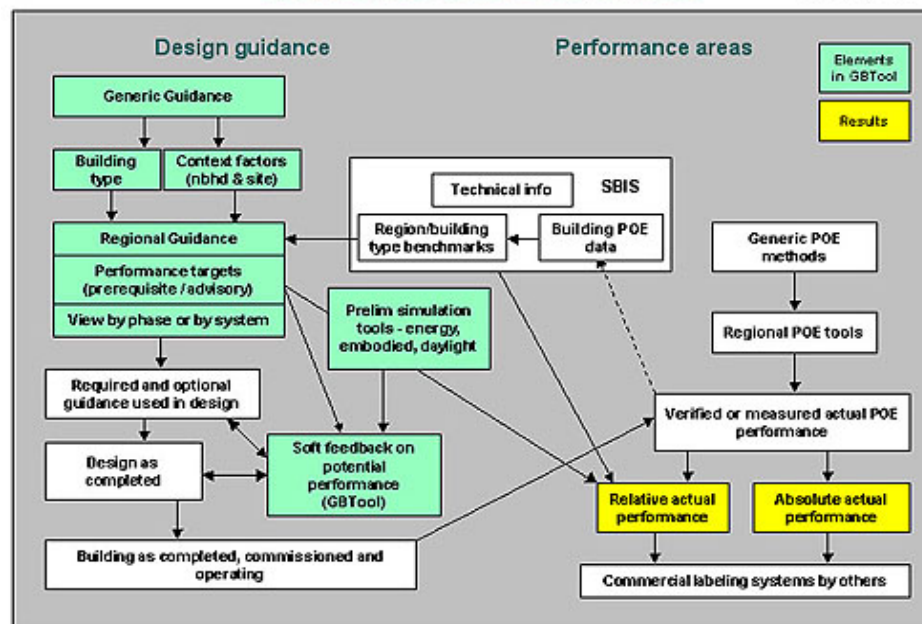 Design guidance
Performance areas
Elements
in GBTool
Results
Generic Guidance
Building
type
Context factors
(nbhd & site)
Technical info
SBIS
Region/building
type benchmarks
Building POE
data
Generic POE
methods
Regional Guidance
Performance targets
(prerequisite / advisory)
View by phase or by system
Prelim simulation
tools - energy,
embodied, daylight
Regional POE tools
Required and optional
guidance used in design
Verified or measured actual POE
performance
Design as
completed
Soft feedback on
potential
performance
(GBTool)
Relative actual
performance
Absolute actual
performance
Building as completed, commissioned and
operating
Commercial labeling systems by others